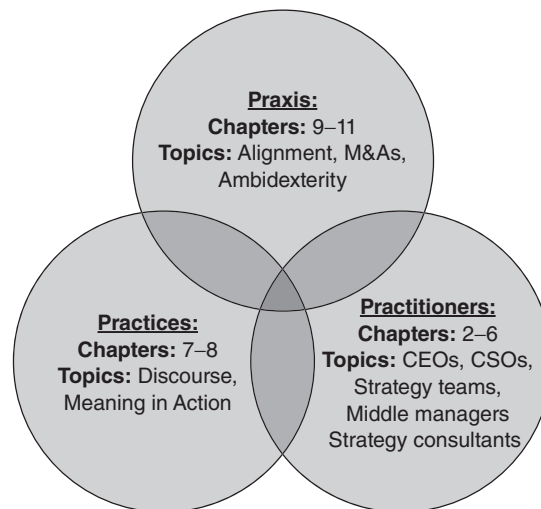 Praxis:
Chapters: 9–11
Topics: Alignment, M&As,
Ambidexterity
Practices:
Chapters: 7–8
Topics: Discourse,
Meaning in Action
Practitioners:
Chapters: 2–6
Topics: CEOs, CSOs,
Strategy teams,
Middle managers
Strategy consultants